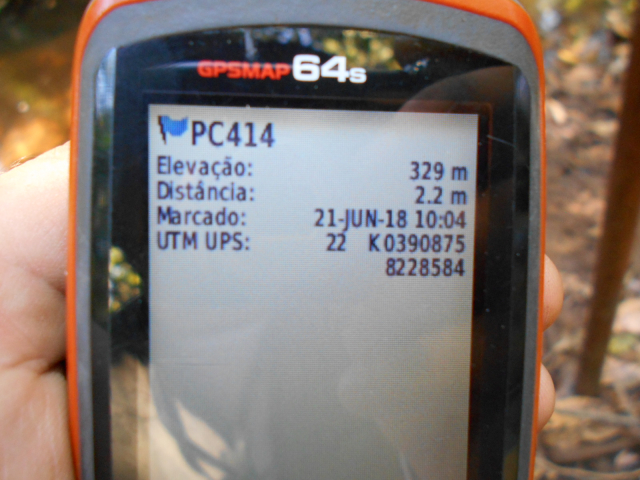 GPSMAP 64s
PC414
Elevação: 329 m
Distância: 2.2 m
Marcado: 21-JUN-18 10:04
UTM UPS: 22 K 0390875
8228584